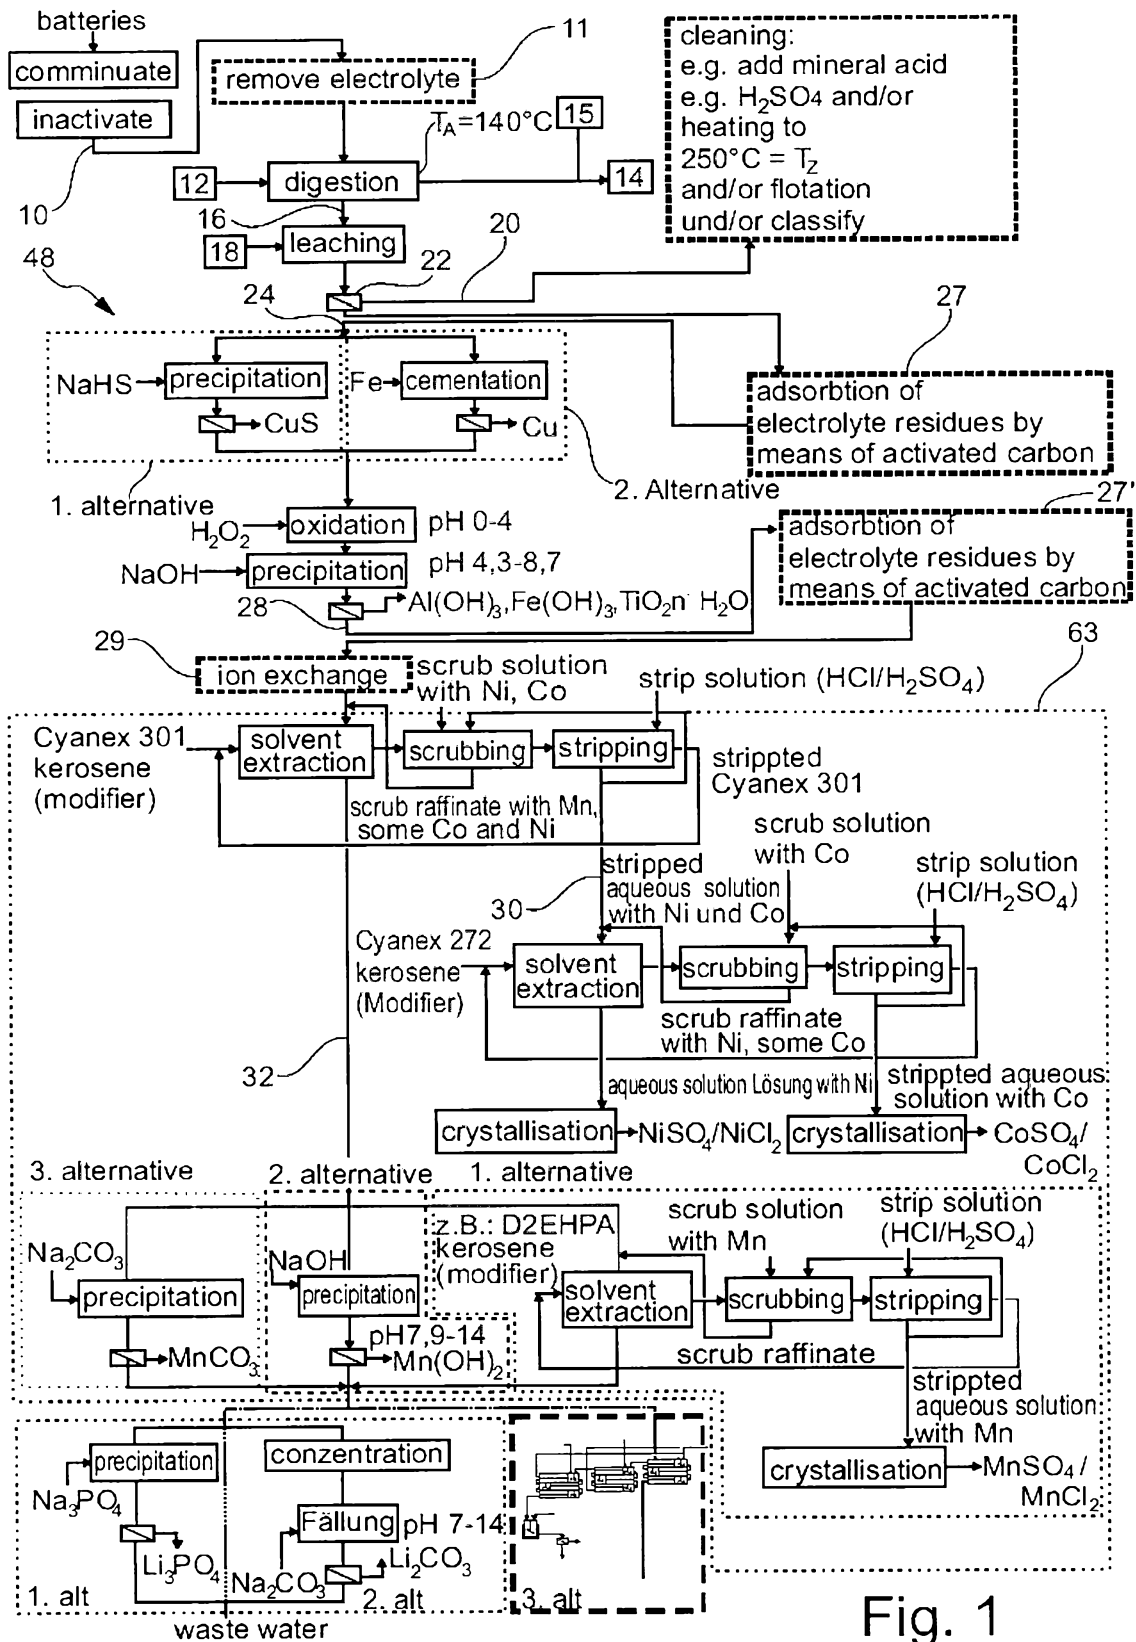 batteries
comminuate
inactivate
10
remove electrolyte
11
T_A=140°C
15
12
digestion
14
16
18
leaching
20
22
48
24
cleaning:
e.g. add mineral acid
e.g. H₂SO₄ and/or
heating to
250°C = T_Z
and/or flotation
und/or classify
27
NaHS
precipitation
Fe
cementation
CuS
Cu
adsorbtion of
electrolyte residues by
means of activated carbon
1. alternative
2. Alternative
27'
H₂O₂
oxidation
pH 0-4
NaOH
precipitation
pH 4,3-8,7
Al(OH)₃,Fe(OH)₃,TiO₂n H₂O
28
adsorbtion of
electrolyte residues by
means of activated carbon
29
ion exchange
63
scrub solution
with Ni, Co
strip solution (HCl/H₂SO₄)
Cyanex 301
kerosene
(modifier)
solvent
extraction
scrubbing
stripping
strippted
Cyanex 301
scrub raffinate with Mn,
some Co and Ni
scrub solution
with Co
strip solution
(HCl/H₂SO₄)
30
stripped
aqueous solution
with Ni und Co
Cyanex 272
kerosene
(Modifier)
solvent
extraction
scrubbing
stripping
scrub raffinate
with Ni, some Co
32
aqueous solution Lösung with Ni
strippted aqueous
solution with Co
crystallisation
NiSO₄/NiCl₂
crystallisation
CoSO₄/
CoCl₂
3. alternative
2. alternative
1. alternative
Na₂CO₃
precipitation
MnCO₃
NaOH
precipitation
pH7,9-14
Mn(OH)₂
z.B.: D2EHPA
kerosene
(modifier)
solvent
extraction
scrub solution
with Mn
strip solution
(HCl/H₂SO₄)
scrubbing
stripping
scrub raffinate
strippted
aqueous solution
with Mn
crystallisation
MnSO₄/
MnCl₂
precipitation
Na₃PO₄
Li₃PO₄
1. alt
conzentration
Fällung
pH 7-14
Na₂CO₃
Li₂CO₃
2. alt
3. alt
waste water
Fig. 1